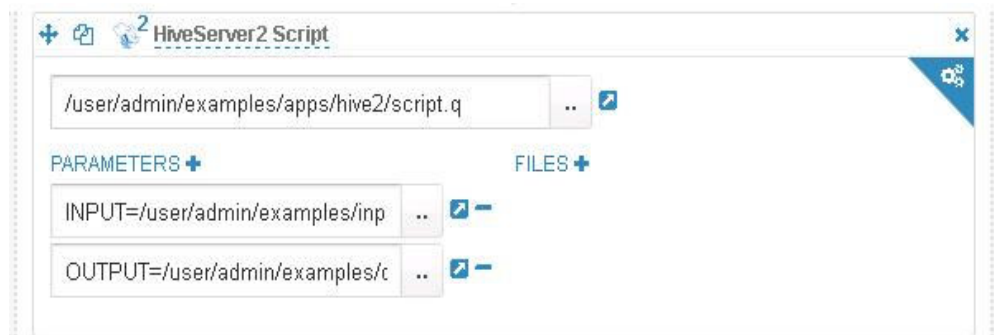 2 HiveServer2 Script
/user/admin/examples/apps/hive2/script.q ..
PARAMETERS FILES
INPUT=/user/admin/examples/inp ..
OUTPUT=/user/admin/examples/ ..